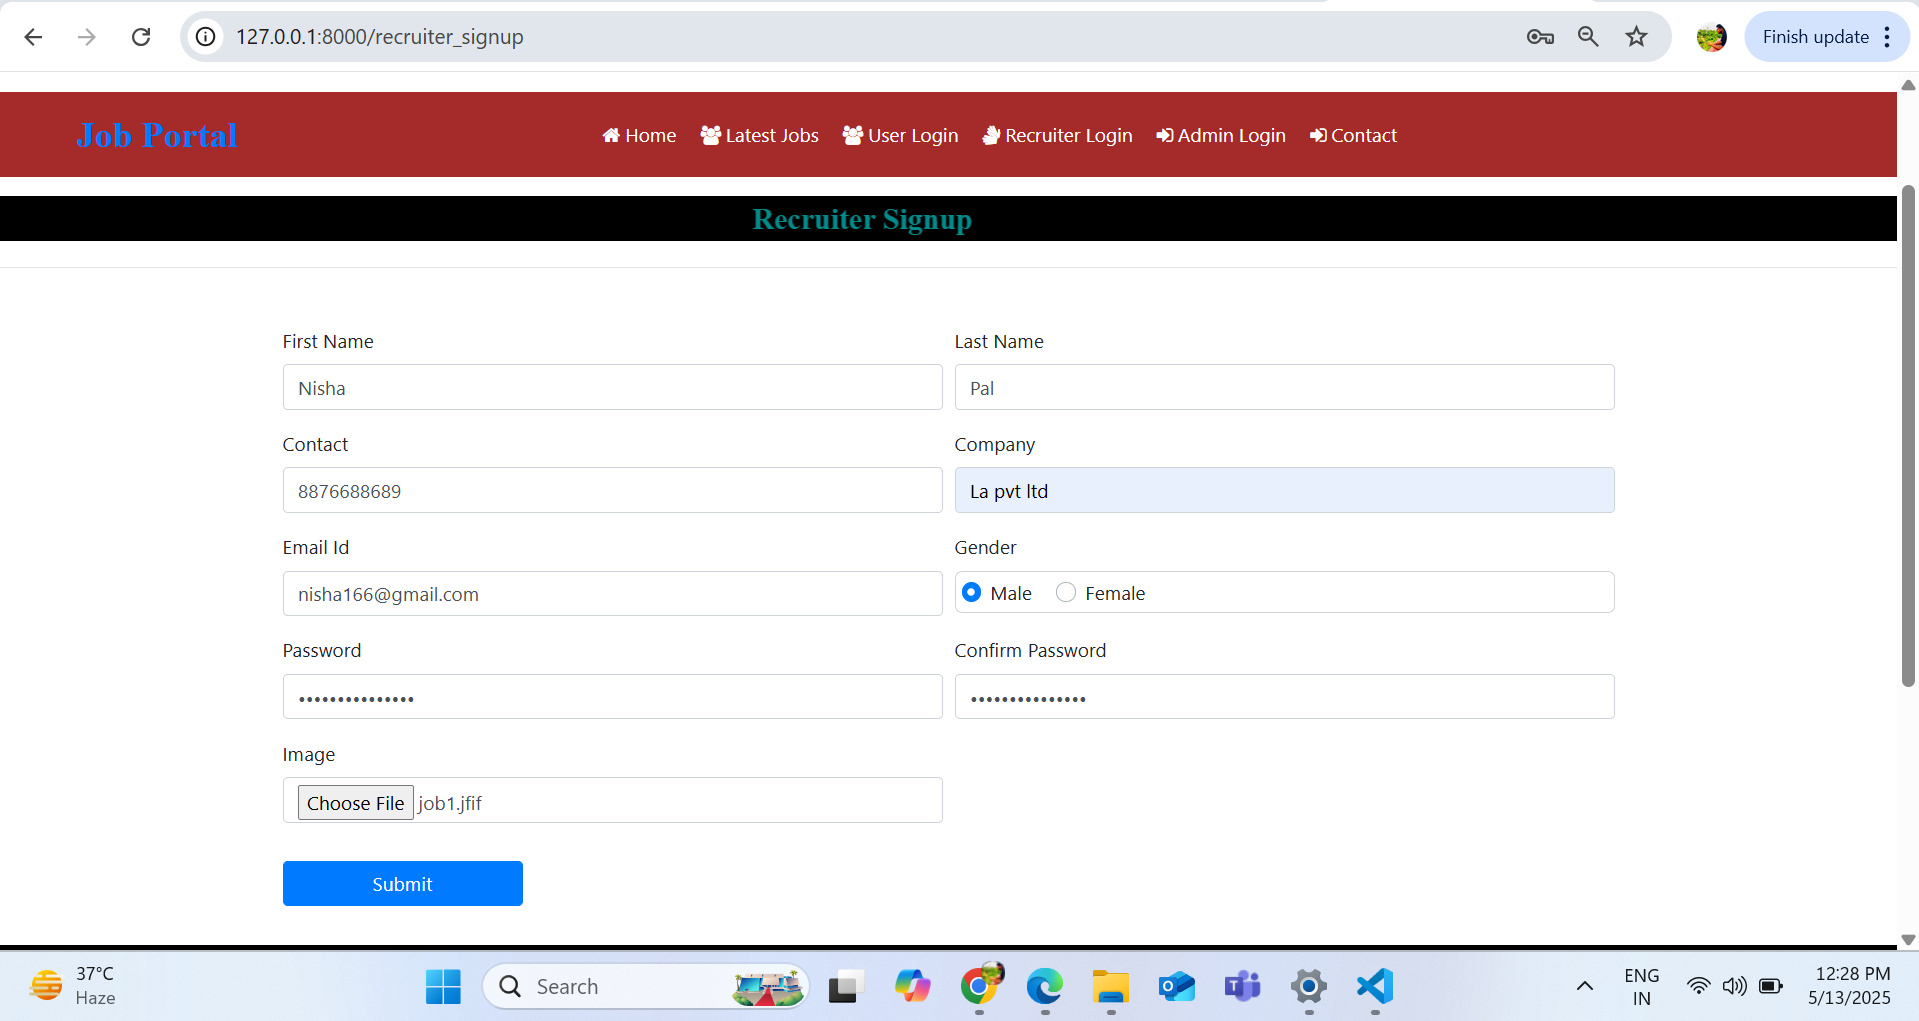 127.0.0.1:8000/recruiter_signup
Finish update
Job Portal
Home Latest Jobs User Login Recruiter Login Admin Login Contact
Recruiter Signup
First Name Last Name
Nisha Pal
Contact Company
8876688689 La pvt ltd
Email Id Gender
nisha166@gmail.com Male Female
Password Confirm Password
••••••••••••••• •••••••••••••••
Image
Choose File job1.jfif
Submit
37°C
Haze
Search
ENG
IN
12:28 PM
5/13/2025